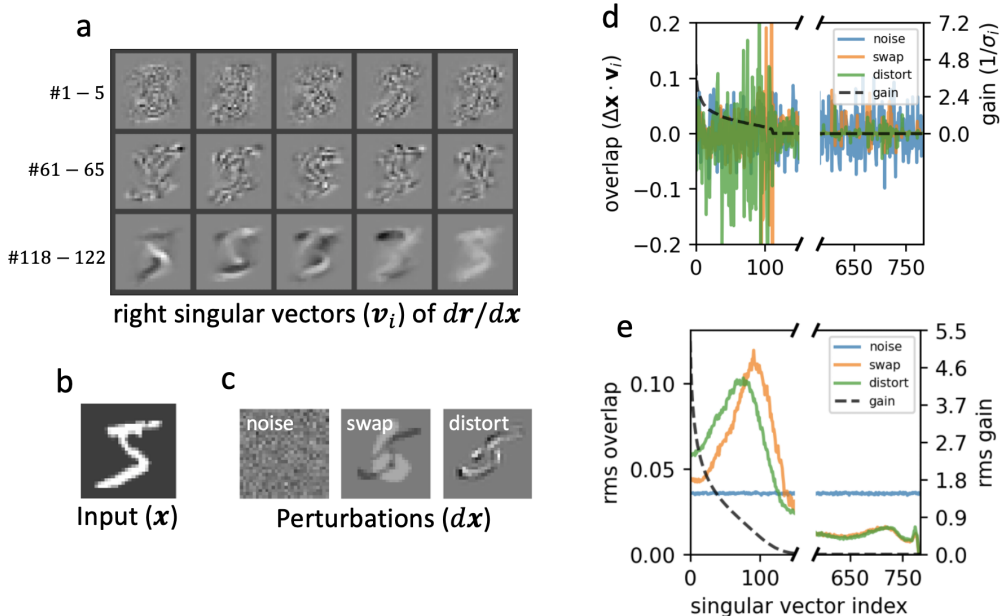 a
#1 − 5
#61 − 65
#118 − 122
right singular vectors (𝒗ᵢ) of d𝒓/d𝒙
b
Input (𝒙)
c
noise
swap
distort
Perturbations (d𝒙)
d
0.2
0.1
0.0
−0.1
−0.2
overlap (Δx · vᵢ)
noise
swap
distort
gain
7.2
4.8
2.4
0.0
gain (1/σᵢ)
0
100
650
750
e
0.10
0.05
0.00
rms overlap
noise
swap
distort
gain
5.5
4.6
3.7
2.7
1.8
0.9
0.0
rms gain
0
100
650
750
singular vector index